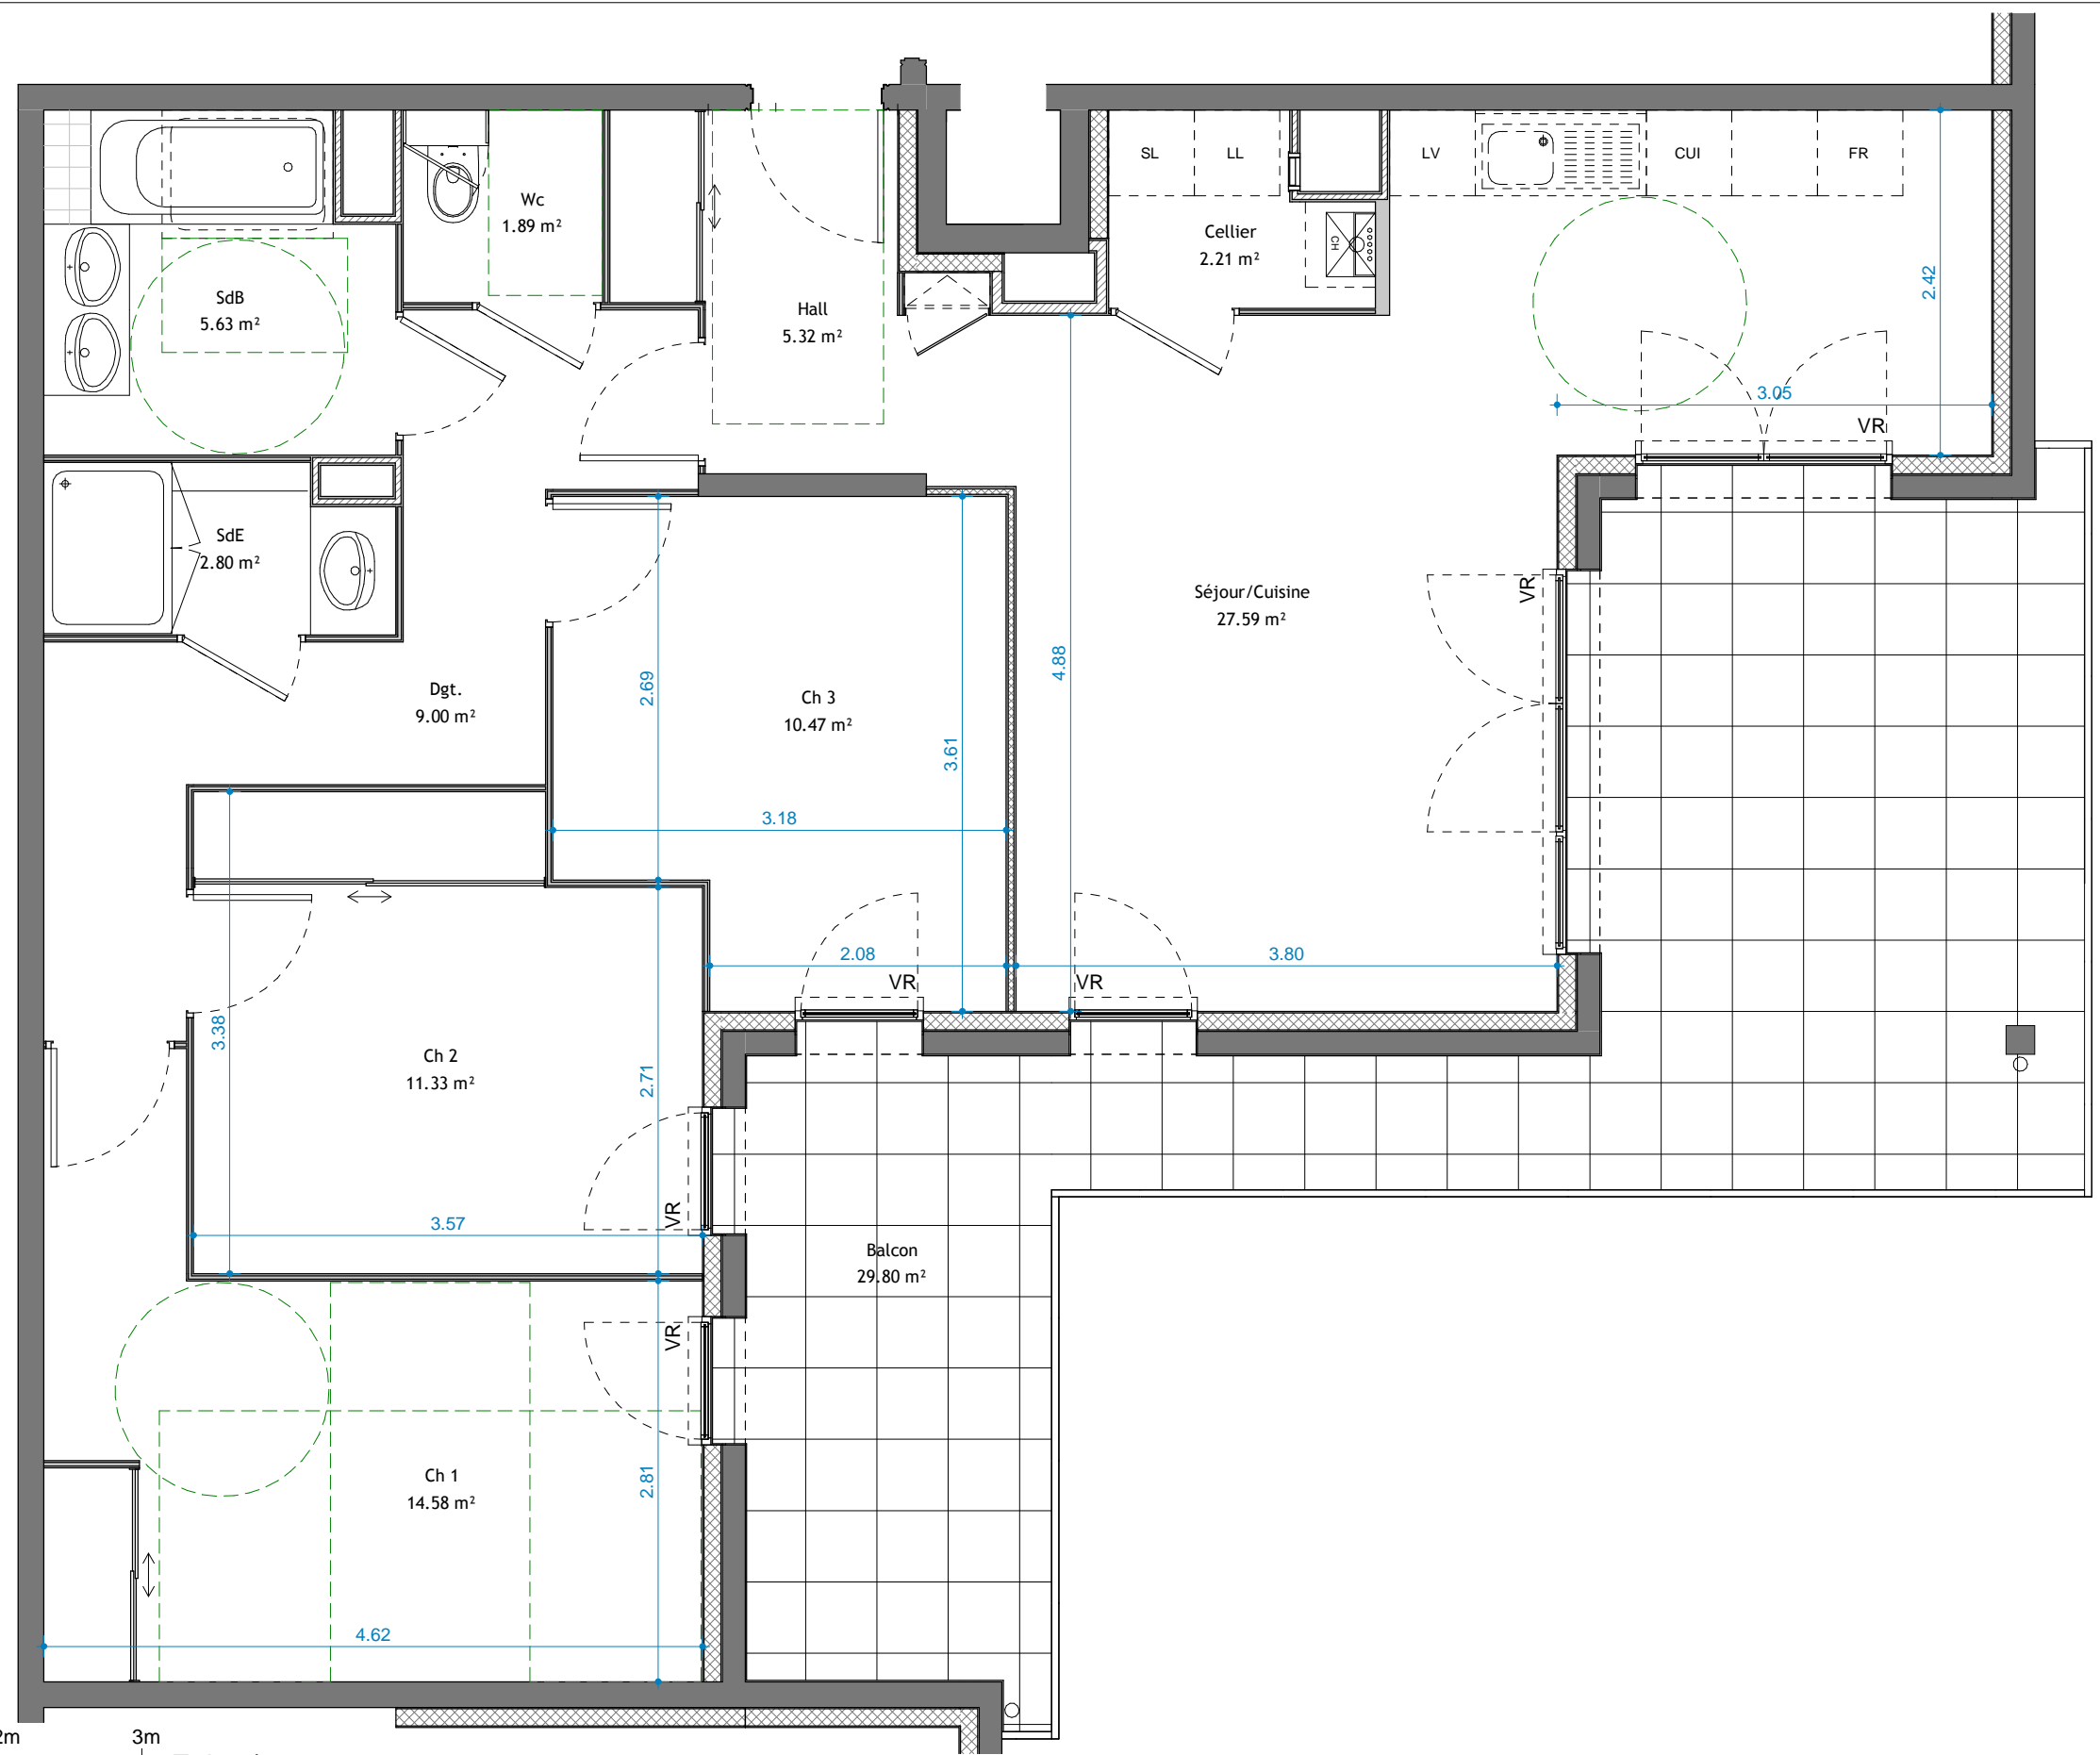 SL
LL
LV
CUI
FR
Wc
1.89 m²
Cellier
2.21 m²
CH
SdB
5.63 m²
Hall
5.32 m²
2.42
3.05
VR
SdE
2.80 m²
Séjour/Cuisine
27.59 m²
VR
Dgt.
9.00 m²
2.69
Ch 3
10.47 m²
4.88
3.61
3.18
2.08
3.80
VR
VR
3.38
Ch 2
11.33 m²
2.71
3.57
VR
Balcon
29.80 m²
VR
Ch 1
14.58 m²
2.81
4.62
2m
3m